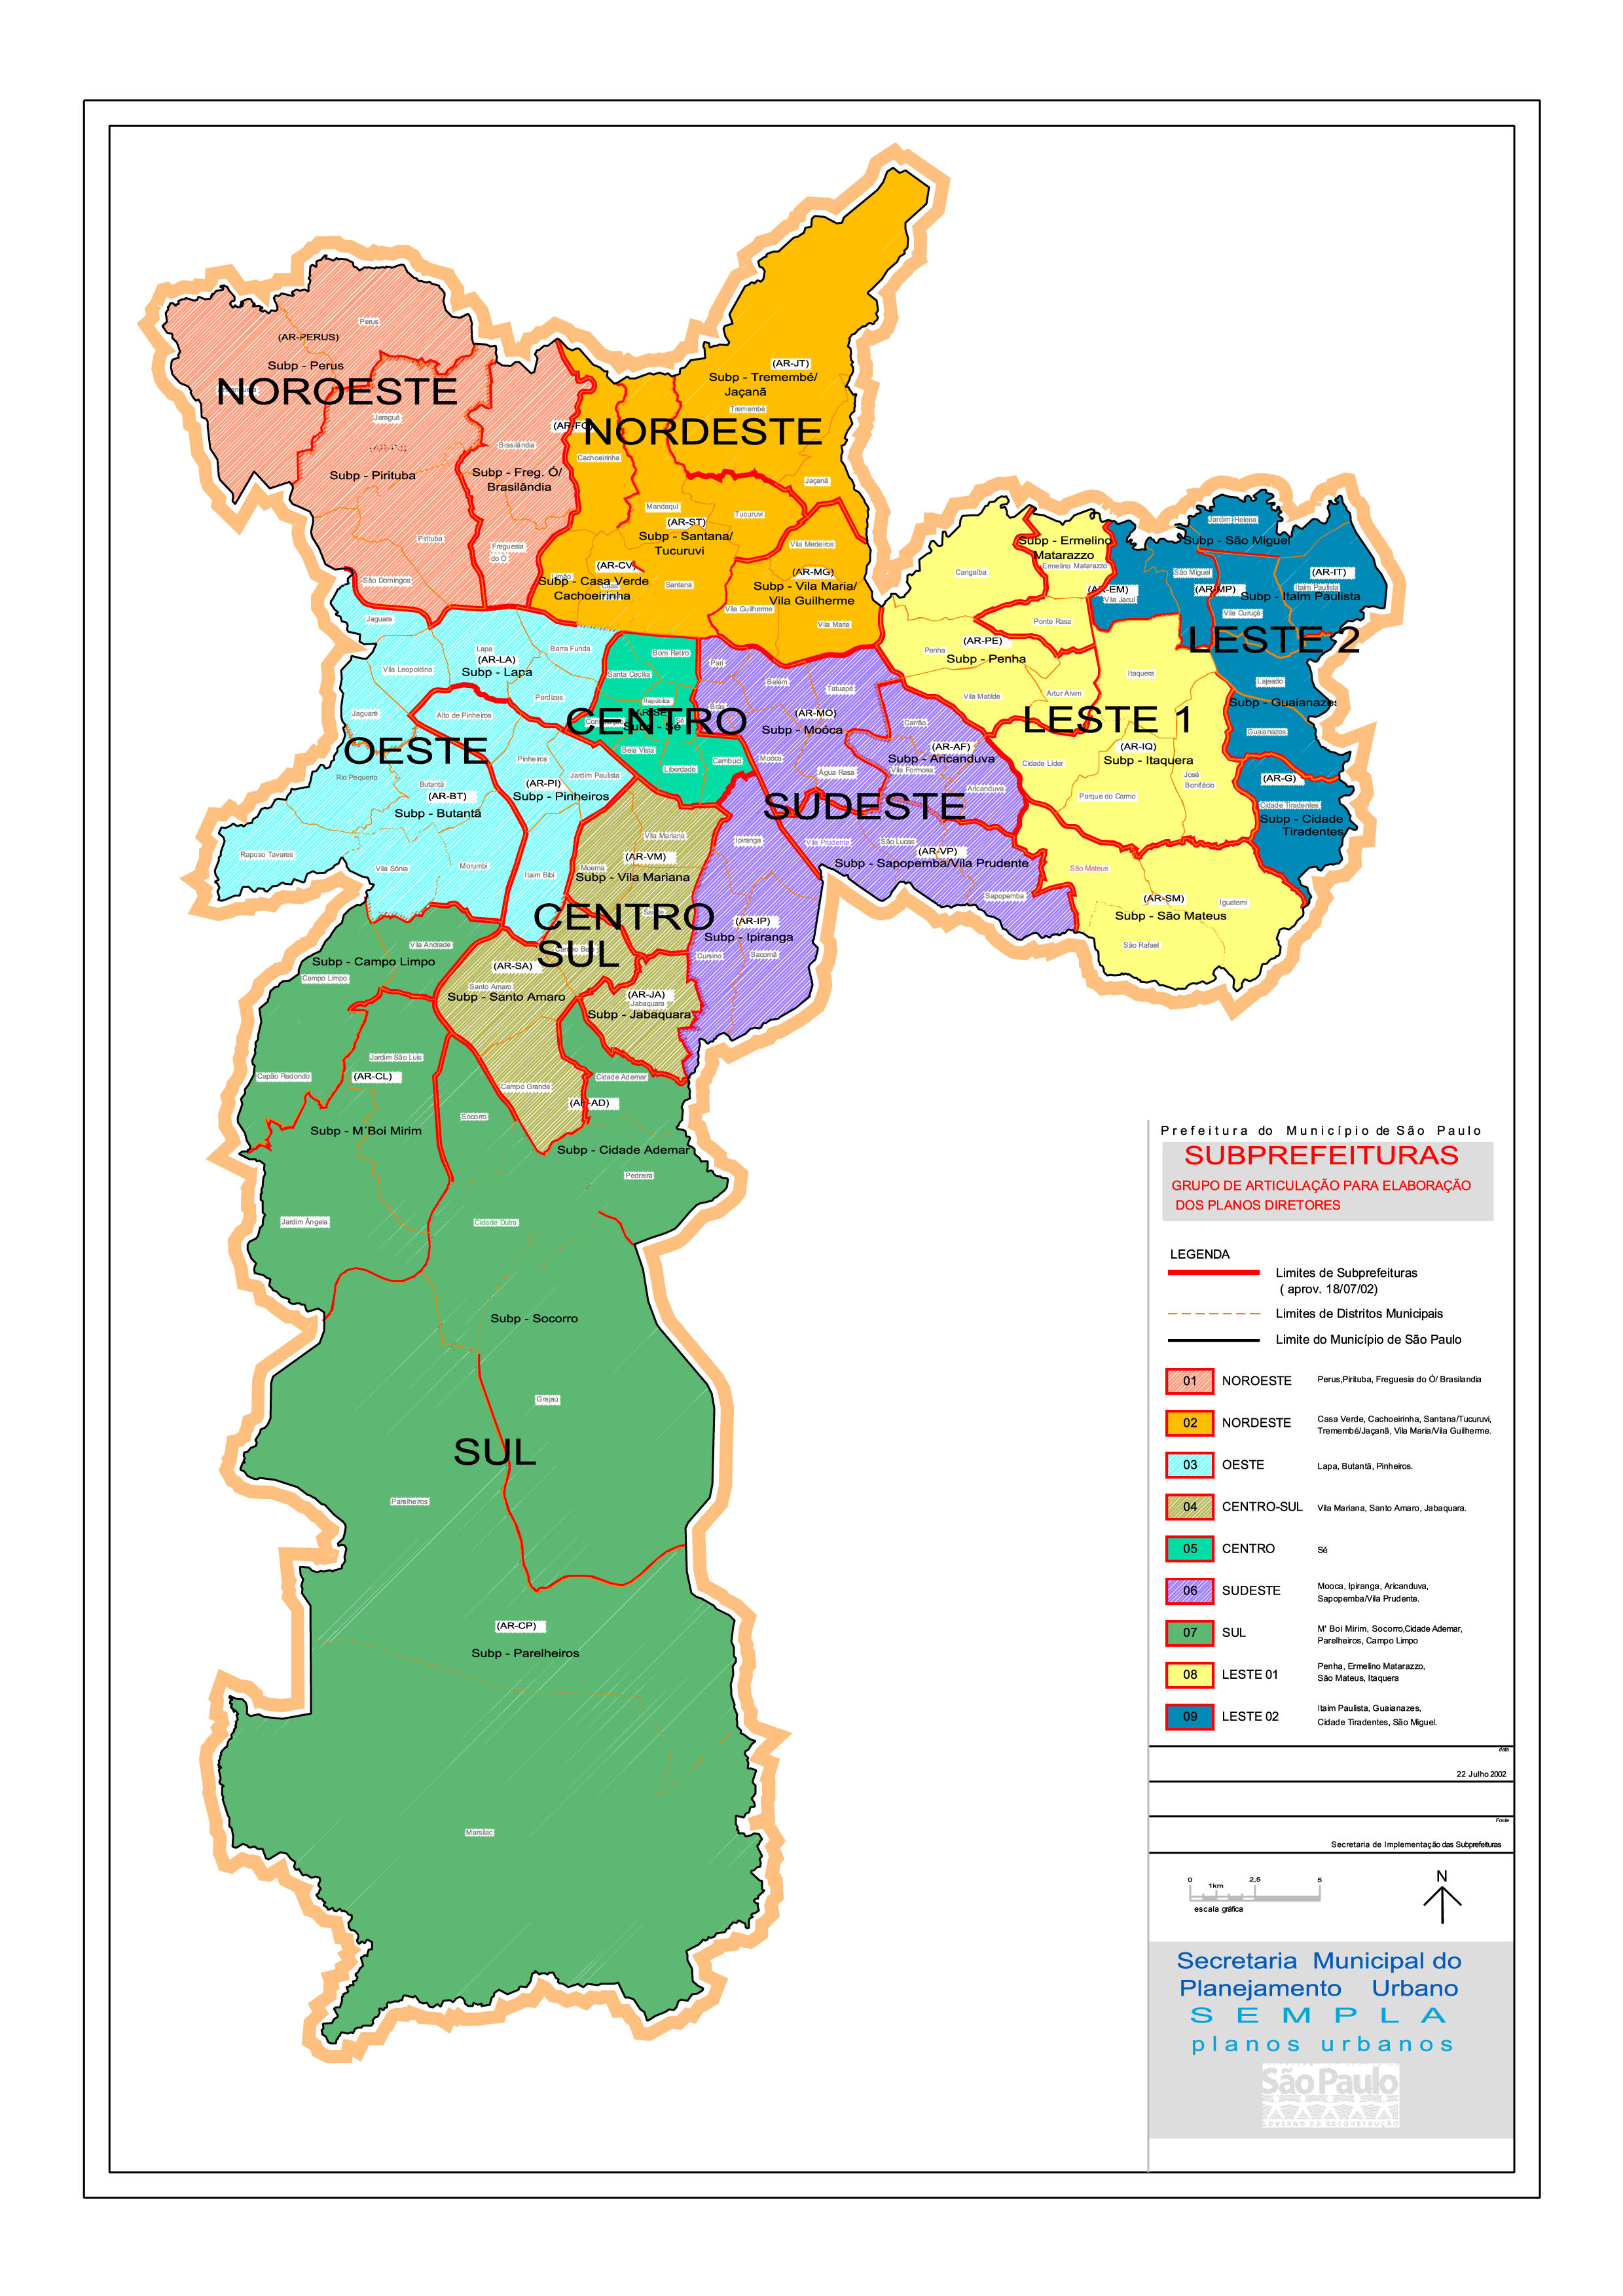 (AR-PERUS)
Perus
Subp - Perus
NOROESTE
Jaraguá
Subp - Pirituba
Brasilândia
Subp - Freg. Ó/
Brasilândia
Pirituba
Freguesia
do Ó
São Domingos
(AR-JT)
Subp - Tremembé/
Jaçanã
Tremembé
NORDESTE
(AR-FO)
Cachoeirinha
Jaçanã
Mandaqui
Tucuruvi
(AR-ST)
Subp - Santana/
Tucuruvi
Vila Medeiros
(AR-CV)
Subp - Casa Verde
Cachoeirinha
Santana
(AR-MG)
Subp - Vila Maria/
Vila Guilherme
Vila Guilherme
Vila Maria
Jaguara
Lapa
(AR-LA)
Subp - Lapa
Barra Funda
Vila Leopoldina
Perdizes
Jaguaré
Alto de Pinheiros
OESTE
Rio Pequeno
Butantã
(AR-BT)
Subp - Butantã
Pinheiros
(AR-PI)
Subp - Pinheiros
Jardim Paulista
Raposo Tavares
Vila Sônia
Morumbi
Itaim Bibi
Bom Retiro
Santa Cecília
República
CENTRO
Subp - Sé
Sé
Bela Vista
Liberdade
Cambuci
Pari
Belém
Tatuapé
Brás
(AR-MO)
Subp - Moóca
Moóca
Água Rasa
Carrão
(AR-AF)
Subp - Aricanduva
Vila Formosa
Aricanduva
SUDESTE
Ipiranga
Vila Prudente
São Lucas
(AR-VP)
Subp - Sapopemba/Vila Prudente
Sapopemba
(AR-IP)
Subp - Ipiranga
Cursino
Sacomã
Vila Mariana
(AR-VM)
Moema
Subp - Vila Mariana
CENTRO
SUL
(AR-SA)
Santo Amaro
Subp - Santo Amaro
(AR-JA)
Jabaquara
Subp - Jabaquara
Campo Grande
Cangaíba
Subp - Ermelino
Matarazzo
Ermelino Matarazzo
(AR-EM)
Vila Jacuí
Ponte Rasa
Penha
(AR-PE)
Subp - Penha
Vila Matilde
Artur Alvim
Itaquera
LESTE 1
(AR-IQ)
Subp - Itaquera
Cidade Líder
José
Bonifácio
Parque do Carmo
São Mateus
(AR-SM)
Iguatemi
Subp - São Mateus
São Rafael
Jardim Helena
Subp - São Miguel
São Miguel
(AR-MP)
(AR-IT)
Itaim Paulista
Subp - Itaim Paulista
Vila Curuçá
LESTE 2
Lajeado
Subp - Guaianazes
Guaianazes
(AR-G)
Cidade Tiradentes
Subp - Cidade
Tiradentes
Vila Andrade
Subp - Campo Limpo
Campo Limpo
Jardim São Luís
Capão Redondo
(AR-CL)
Subp - M'Boi Mirim
Socorro
Cidade Ademar
(AR-AD)
Subp - Cidade Ademar
Pedreira
Jardim Ângela
Cidade Dutra
Subp - Socorro
Grajaú
SUL
Parelheiros
(AR-CP)
Subp - Parelheiros
Marsilac
Prefeitura do Município de São Paulo
SUBPREFEITURAS
GRUPO DE ARTICULAÇÃO PARA ELABORAÇÃO
DOS PLANOS DIRETORES
LEGENDA
Limites de Subprefeituras
( aprov. 18/07/02)
Limites de Distritos Municipais
Limite do Município de São Paulo
01 NOROESTE Perus,Pirituba, Freguesia do Ó/ Brasilandia
02 NORDESTE Casa Verde, Cachoeirinha, Santana/Tucuruvi,
Tremembé/Jaçanã, Vila Maria/Vila Guilherme.
03 OESTE Lapa, Butantã, Pinheiros.
04 CENTRO-SUL Vila Mariana, Santo Amaro, Jabaquara.
05 CENTRO Sé
06 SUDESTE Mooca, Ipiranga, Aricanduva,
Sapopemba/Vila Prudente.
07 SUL M' Boi Mirim, Socorro,Cidade Ademar,
Parelheiros, Campo Limpo
08 LESTE 01 Penha, Ermelino Matarazzo,
São Mateus, Itaquera
09 LESTE 02 Itaim Paulista, Guaianazes,
Cidade Tiradentes, São Miguel.
data
22 Julho 2002
Fonte
Secretaria de Implementação das Subprefeituras
0 1km 2,5 5
escala gráfica
N
Secretaria Municipal do
Planejamento Urbano
SEMPLA
planos urbanos
São Paulo
GOVERNO DA RECONSTRUÇÃO